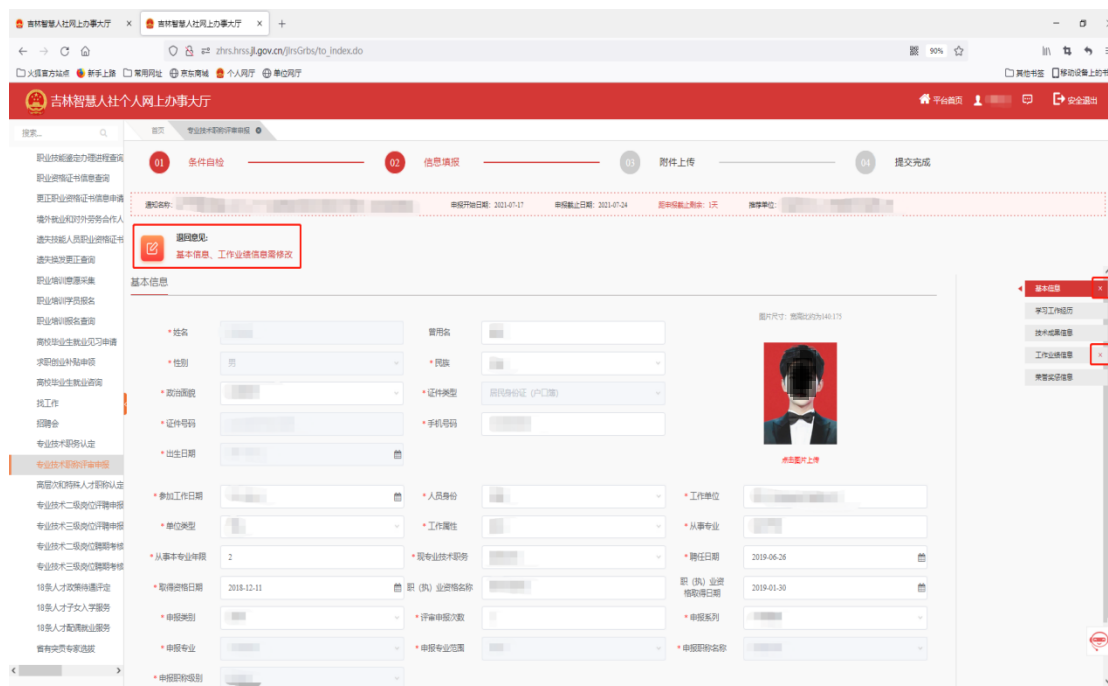 吉林智慧人社网上办事大厅 × 吉林智慧人社网上办事大厅 × +
zhrs.hrss.jl.gov.cn/jlrsGrbs/to_index.do 90%
火狐官方站点 新手上路 常用网址 京东商城 个人网厅 单位网厅 其他书签 移动设备上的书
吉林智慧人社个人网上办事大厅 平台首页 安全退出
搜索... 首页 专业技术职称评审申报
01 条件自检 02 信息填报 03 附件上传 04 提交完成
通知名称: 申报开始日期: 2021-07-17 申报截止日期: 2021-07-24 距申报截止剩余: 1天 推荐单位:
退回意见:
基本信息、工作业绩信息需修改
职业技能鉴定办理进程查询
职业资格证书信息查询
更正职业资格证书信息申请
境外就业和对外劳务合作人
遗失技能人员职业资格证书
遗失换发更正查询
职业培训意愿采集
职业培训学员报名
职业培训报名查询
高校毕业生就业见习申请
求职创业补贴申领
高校毕业生就业咨询
找工作
招聘会
专业技术职务认定
专业技术职称评审申报
高层次和特殊人才职称认定
专业技术二级岗位评聘申报
专业技术三级岗位评聘申报
专业技术二级岗位聘期考核
专业技术三级岗位聘期考核
18条人才政策待遇评定
18条人才子女入学服务
18条人才配偶就业服务
省有突贡专家选拔
基本信息
图片尺寸: 宽高比约为140:175
*姓名 曾用名
*性别 男 *民族
*政治面貌 *证件类型 居民身份证 (户口簿)
*证件号码 *手机号码
*出生日期
点击图片上传
*参加工作日期 *人员身份 *工作单位
*单位类型 *工作属性 *从事专业
*从事本专业年限 2 *现专业技术职务 *聘任日期 2019-06-26
*取得资格日期 2018-12-11 职 (执) 业资格名称 职 (执) 业资格取得日期 2019-01-30
*申报类别 *评审申报次数 *申报系列
*申报专业 *申报专业范围 *申报职称名称
*申报职称级别
基本信息 ×
学习工作经历
技术成果信息
工作业绩信息 ×
荣誉奖惩信息